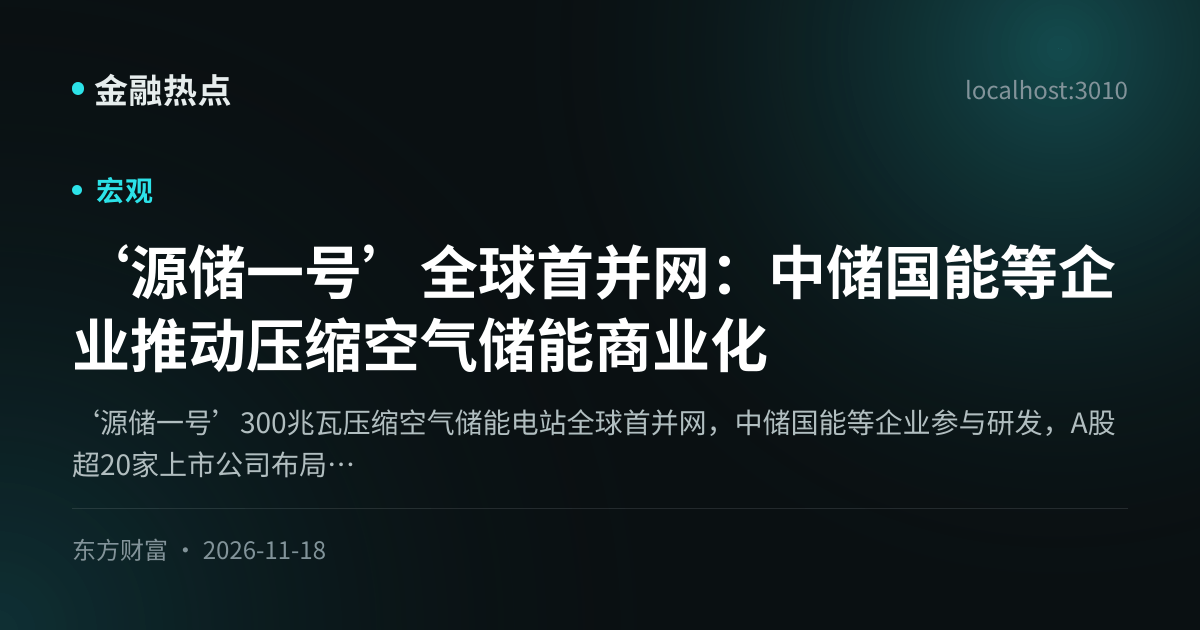 金融热点
localhost:3010
宏观
‘源储一号’全球首并网：中储国能等企
业推动压缩空气储能商业化
‘源储一号’300兆瓦压缩空气储能电站全球首并网，中储国能等企业参与研发，A股
超20家上市公司布局…
东方财富 • 2026-11-18